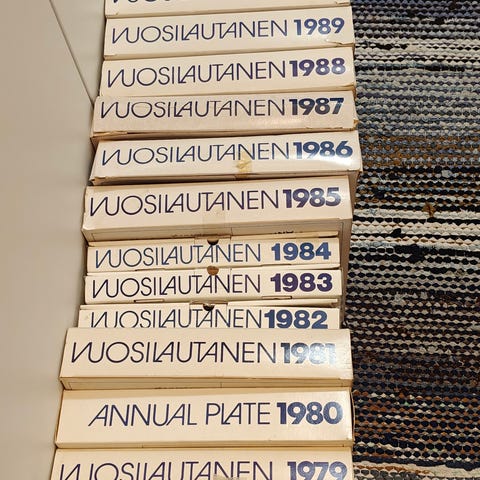 VUOSILAUTANEN 1989
VUOSILAUTANEN 1988
VUOSILAUTANEN 1987
VUOSILAUTANEN 1986
VUOSILAUTANEN 1985
VUOSILAUTANEN 1984
VUOSILAUTANEN 1983
VUOSILAUTANEN 1982
VUOSILAUTANEN 1981
ANNUAL PLATE 1980
VUOSILAUTANEN 1979